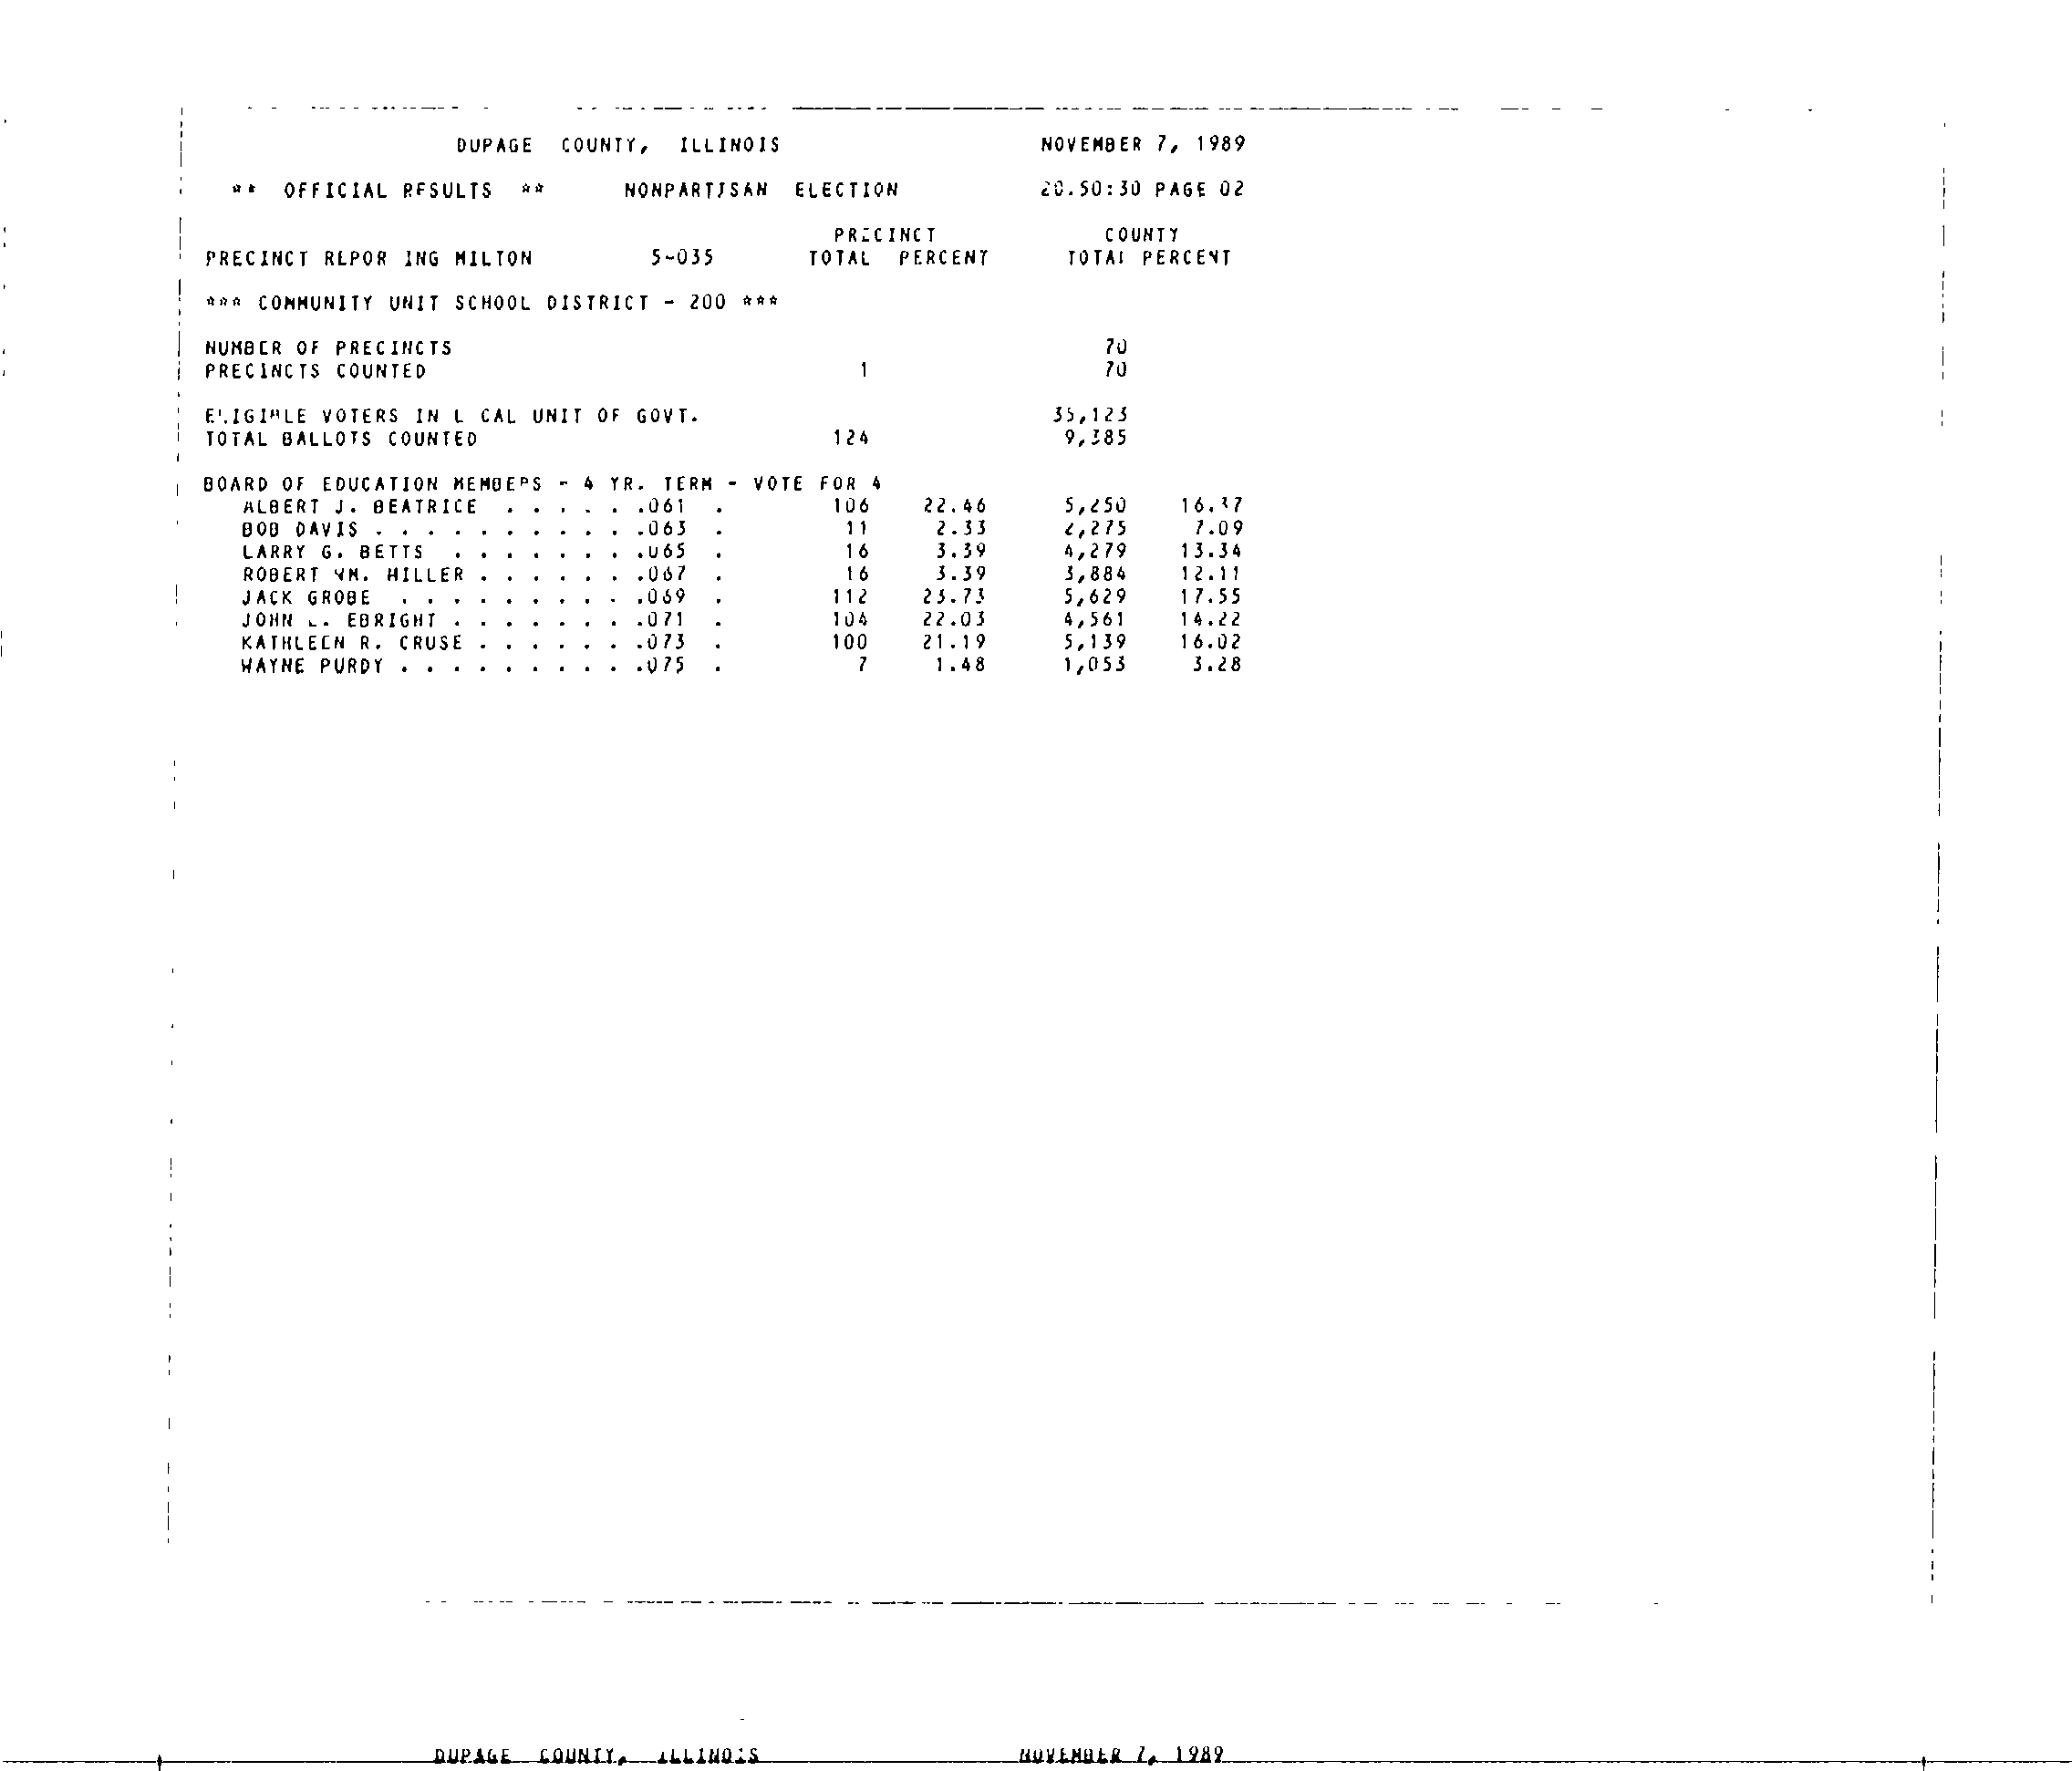 DUPAGE COUNTY, ILLINOIS NOVEMBER 7, 1989
** OFFICIAL RESULTS ** NONPARTISAN ELECTION 20.50:30 PAGE 02
PRECINCT COUNTY
PRECINCT REPOR ING MILTON 5-035 TOTAL PERCENT TOTAL PERCENT
*** COMMUNITY UNIT SCHOOL DISTRICT - 200 ***
NUMBER OF PRECINCTS 70
PRECINCTS COUNTED 1 70
ELIGIBLE VOTERS IN L CAL UNIT OF GOVT. 35,123
TOTAL BALLOTS COUNTED 124 9,385
BOARD OF EDUCATION MEMBERS - 4 YR. TERM - VOTE FOR 4
ALBERT J. BEATRICE . . . . . .061 . 106 22.46 5,250 16.37
BOB DAVIS . . . . . . . . . . .063 . 11 2.33 2,275 7.09
LARRY G. BETTS . . . . . . . .065 . 16 3.39 4,279 13.34
ROBERT WM. MILLER . . . . . . .067 . 16 3.39 3,884 12.11
JACK GROBE . . . . . . . . . .069 . 112 23.73 5,629 17.55
JOHN L. EBRIGHT . . . . . . . .071 . 104 22.03 4,561 14.22
KATHLEEN R. CRUSE . . . . . . .073 . 100 21.19 5,139 16.02
WAYNE PURDY . . . . . . . . . .075 . 7 1.48 1,053 3.28
DUPAGE COUNTY, ILLINOIS NOVEMBER 7, 1989